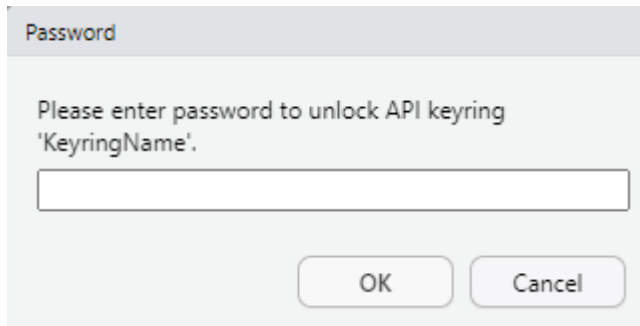 Password
Please enter password to unlock API keyring
'KeyringName'.
OK
Cancel